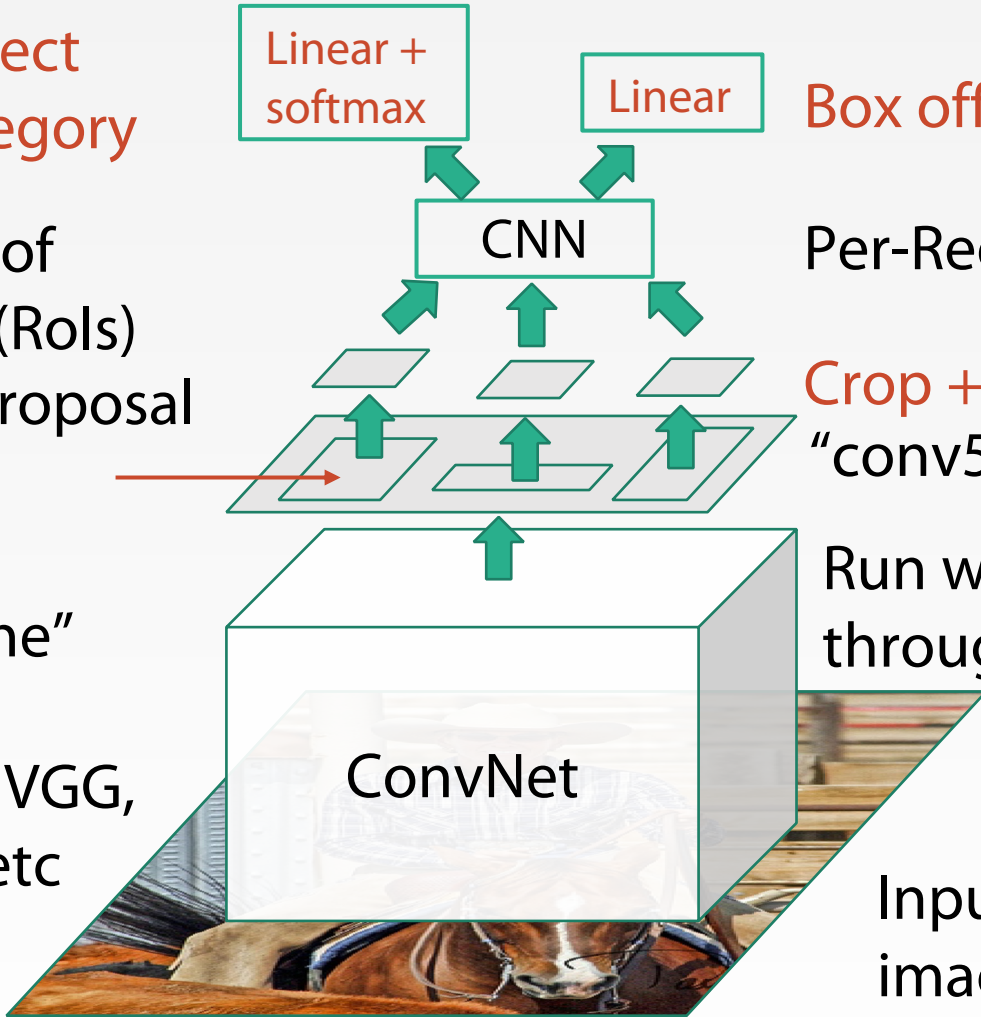 ect
egory
Linear +
softmax
Linear
Box off
of
(RoIs)
roposal
CNN
Per-Re
Crop +
"conv5
ne"
Run w
throug
VGG,
etc
ConvNet
Inpu
imag